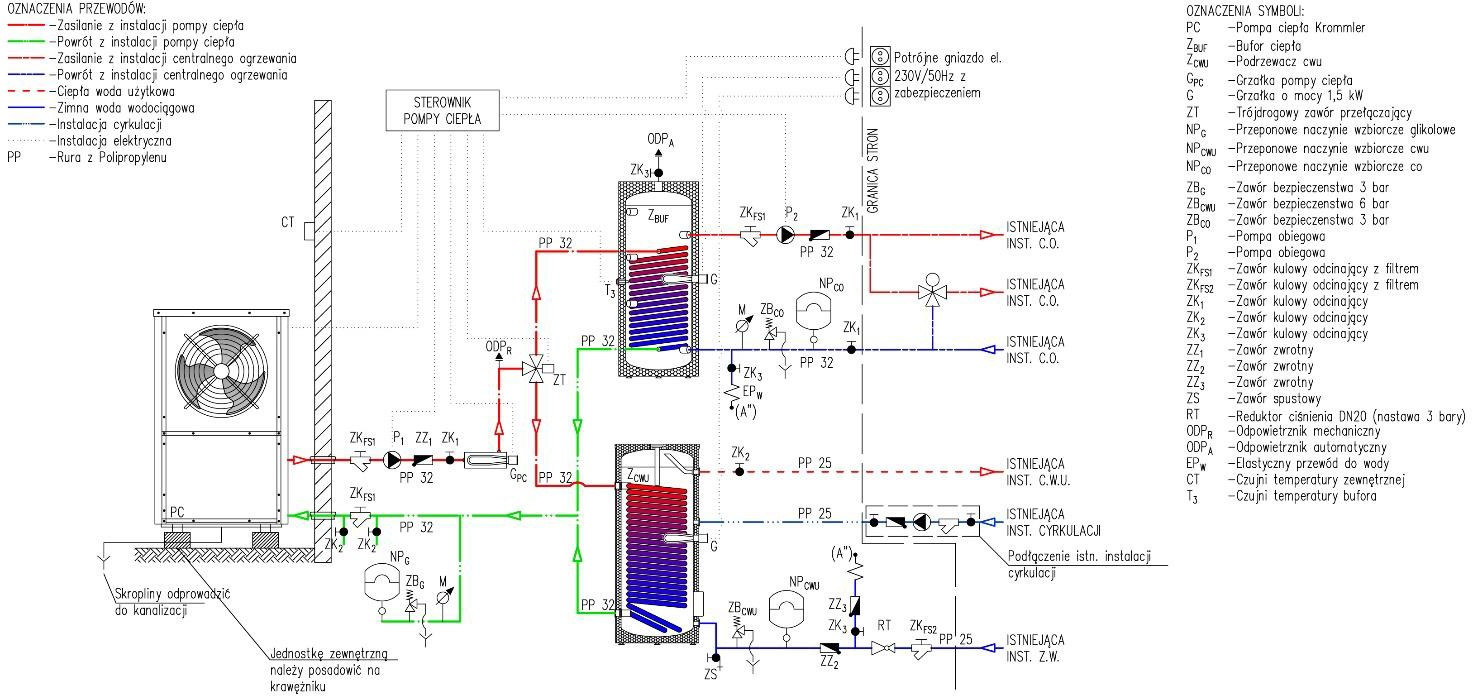 OZNACZENIA PRZEWODÓW:
-Zasilanie z instalacji pompy ciepła
-Powrót z instalacji pompy ciepła
-Zasilanie z instalacji centralnego ogrzewania
-Powrót z instalacji centralnego ogrzewania
-Ciepła woda użytkowa
-Zimna woda wodociągowa
-Instalacja cyrkulacji
-Instalacja elektryczna
PP -Rura z Polipropylenu
OZNACZENIA SYMBOLI:
PC -Pompa ciepła Krommler
ZBUF -Bufor ciepła
ZCWU -Podrzewacz cwu
GPC -Grzałka pompy ciepła
G -Grzałka o mocy 1,5 kW
ZT -Trójdrogowy zawór przełączający
NPG -Przeponowe naczynie wzbiorcze glikolowe
NPCWU -Przeponowe naczynie wzbiorcze cwu
NPCO -Przeponowe naczynie wzbiorcze co
ZBG -Zawór bezpieczenstwa 3 bar
ZBCWU -Zawór bezpieczenstwa 6 bar
ZBCO -Zawór bezpieczenstwa 3 bar
P1 -Pompa obiegowa
P2 -Pompa obiegowa
ZKFS1 -Zawór kulowy odcinający z filtrem
ZKFS2 -Zawór kulowy odcinający z filtrem
ZK1 -Zawór kulowy odcinający
ZK2 -Zawór kulowy odcinający
ZK3 -Zawór kulowy odcinający
ZZ1 -Zawór zwrotny
ZZ2 -Zawór zwrotny
ZZ3 -Zawór zwrotny
ZS -Zawór spustowy
RT -Reduktor ciśnienia DN20 (nastawa 3 bary)
ODPR -Odpowietrznik mechaniczny
ODPA -Odpowietrznik automatyczny
EPW -Elastyczny przewód do wody
CT -Czujni temperatury zewnętrznej
T3 -Czujni temperatury bufora
STEROWNIK
POMPY CIEPŁA
Potrójne gniazdo el.
230V/50Hz z
zabezpieczeniem
GRANICA STRON
ODPA
ZK3
ZBUF
CT
ZKFS1
P2
ZK1
PP 32
PP 32
ISTNIEJĄCA
INST. C.O.
T3
G
NPCO
ZBCO
M
ISTNIEJĄCA
INST. C.O.
ZK1
PP 32
PP 32
ISTNIEJĄCA
INST. C.O.
ODPR
ZT
ZK3
EPW
(A")
ZKFS1
P1
ZZ1
ZK1
PP 32
GPC
PP 32
ZCWU
ZK2
PP 25
ISTNIEJĄCA
INST. C.W.U.
PC
ZKFS1
PP 32
ZK2
ZK2
PP 25
ISTNIEJĄCA
INST. CYRKULACJI
G
Podłączenie istn. instalacji
cyrkulacji
NPG
ZBG
M
(A")
Skropliny odprowadzić
do kanalizacji
PP 32
NPCWU
ZBCWU
ZZ3
ZK3
RT
ZKFS2
PP 25
ISTNIEJĄCA
INST. Z.W.
ZS
ZZ2
Jednostkę zewnętrzną
należy posadowić na
krawężniku